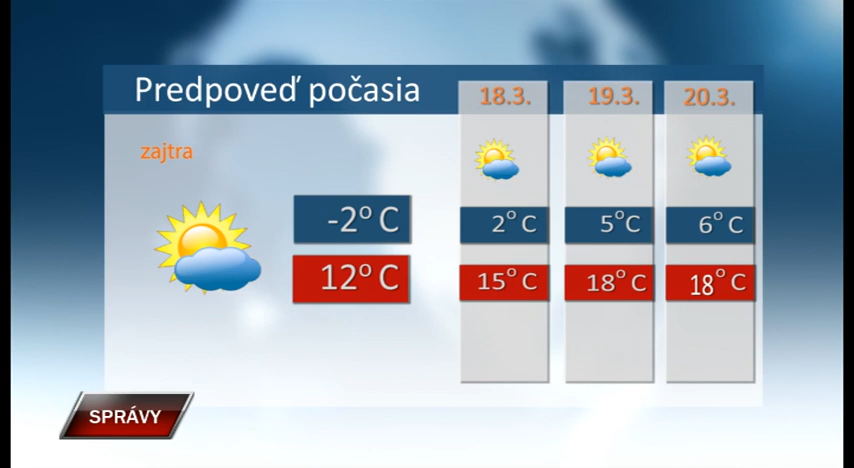 Predpoveď počasia
zajtra
-2° C
12° C
18.3.
2° C
15° C
19.3.
5°C
18° C
20.3.
6° C
18° C
SPRÁVY